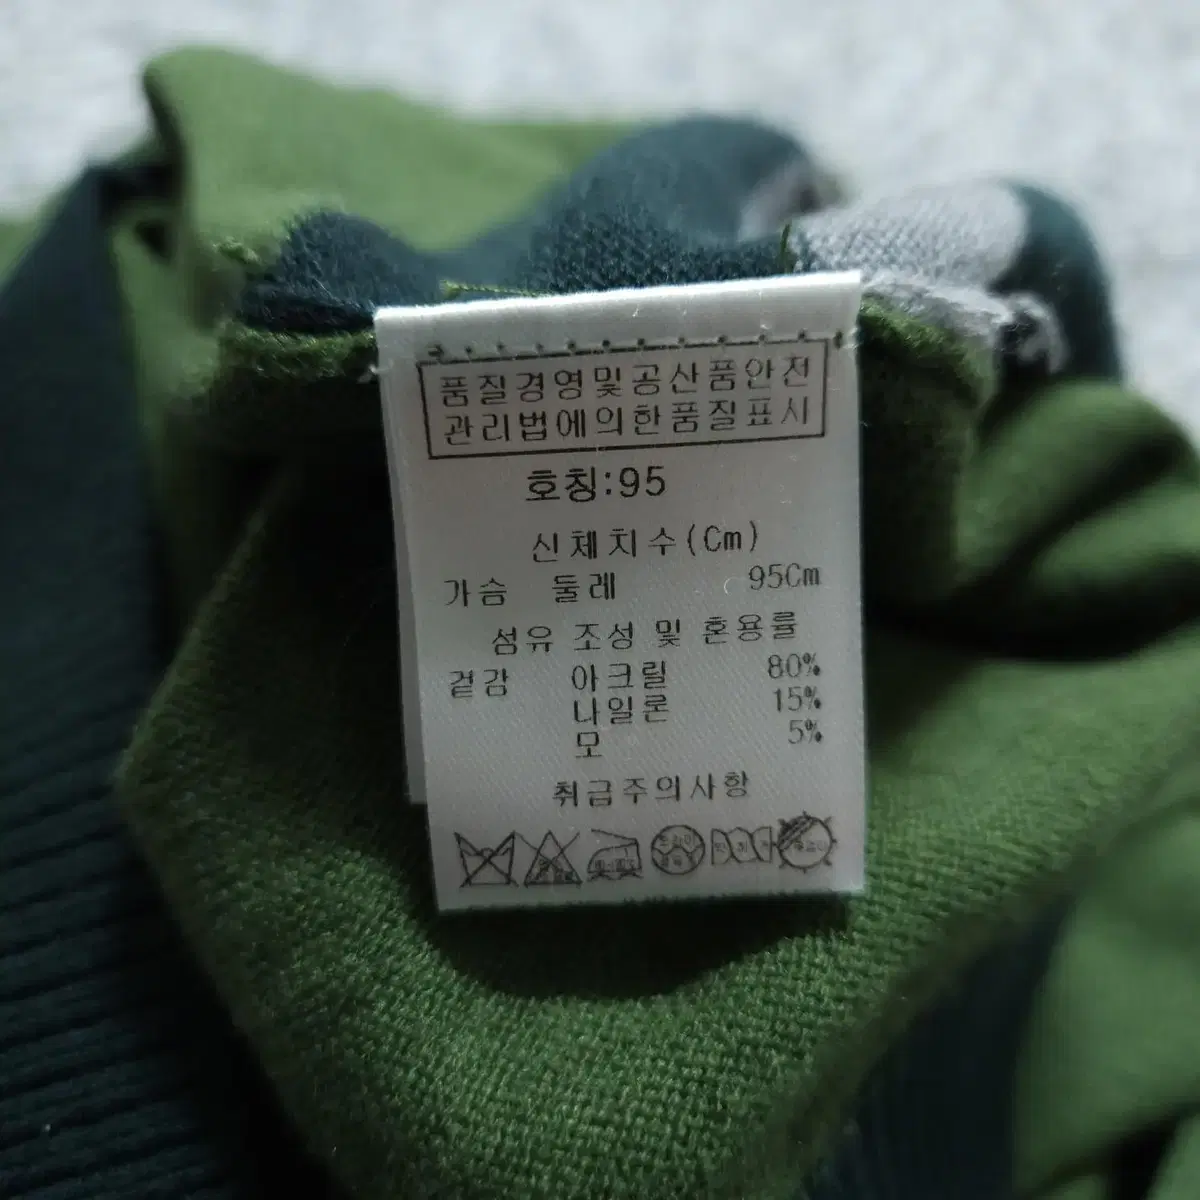 품질경영및공산품안전
관리법에의한품질표시
호칭:95
신체치수(Cm)
가슴 둘레 95Cm
섬유 조성 및 혼용률
겉감 아크릴 80%
나일론 15%
모 5%
취급주의사항
드라이